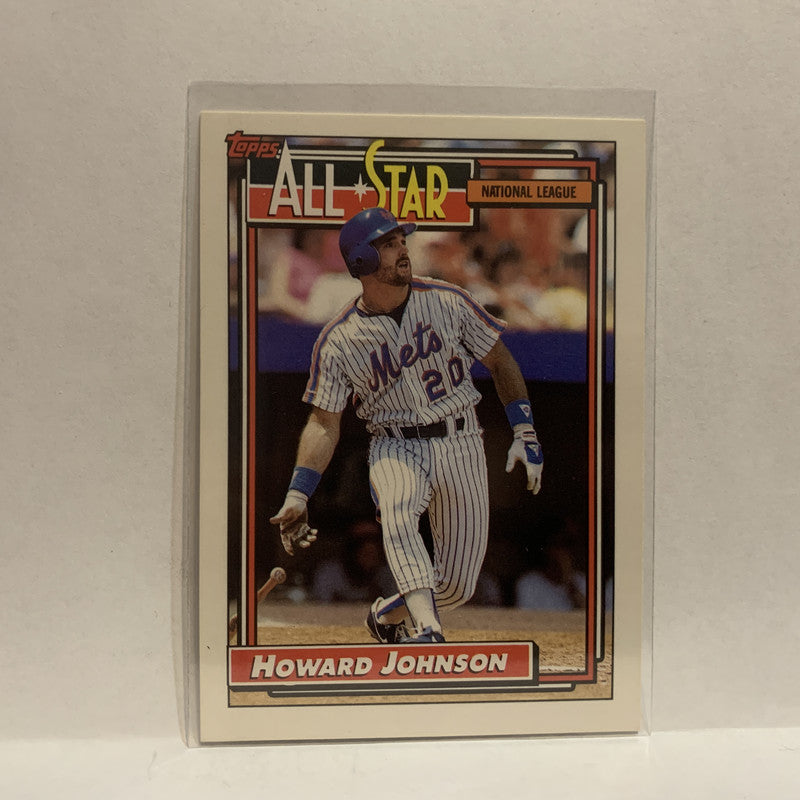 topps
ALL STAR
NATIONAL LEAGUE
Mets
20
HOWARD JOHNSON